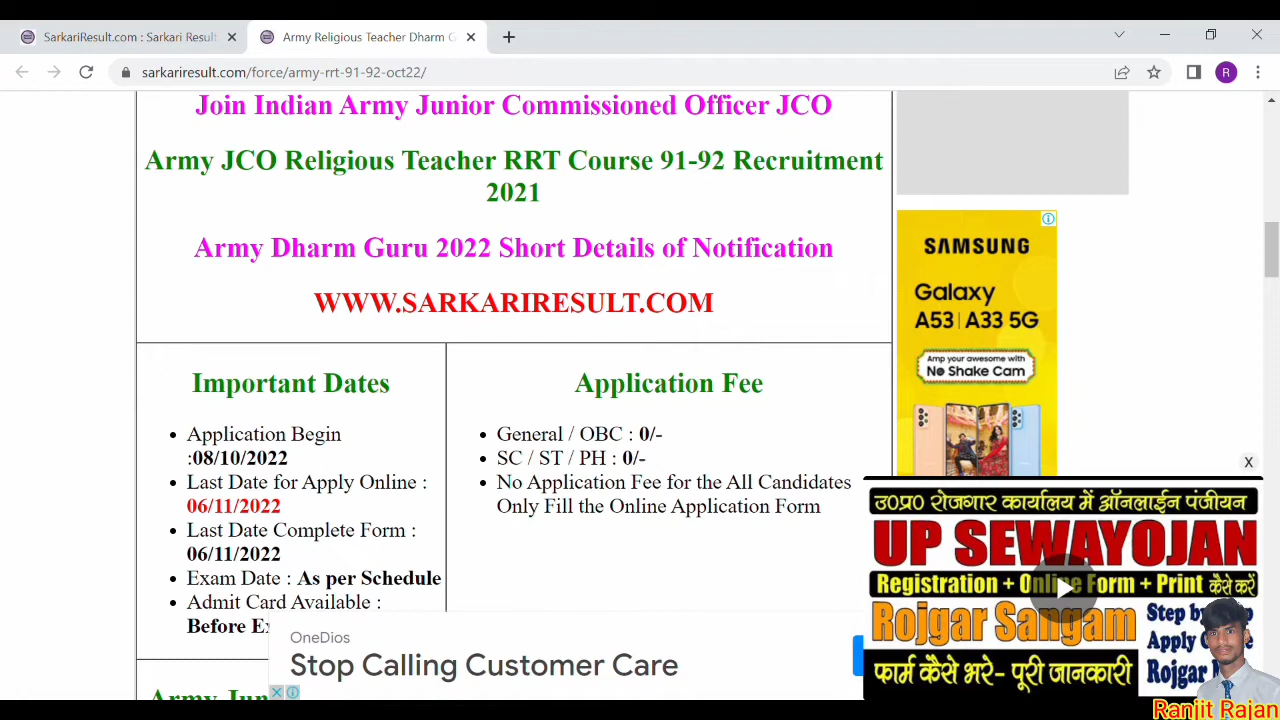 SarkariResult.com : Sarkari Result
Army Religious Teacher Dharm G
sarkariresult.com/force/army-rrt-91-92-oct22/
R
Join Indian Army Junior Commissioned Officer JCO
Army JCO Religious Teacher RRT Course 91-92 Recruitment
2021
Army Dharm Guru 2022 Short Details of Notification
WWW.SARKARIRESULT.COM
Important Dates
Application Begin
:08/10/2022
Last Date for Apply Online :
06/11/2022
Last Date Complete Form :
06/11/2022
Exam Date : As per Schedule
Admit Card Available :
Before Ex
Application Fee
General / OBC : 0/-
SC / ST / PH : 0/-
No Application Fee for the All Candidates
Only Fill the Online Application Form
SAMSUNG
Galaxy
A53 | A33 5G
Amp your awesome with
No Shake Cam
X
उ०प्र० रोजगार कार्यालय में ऑनलाईन पंजीयन
UP SEWAYOJAN
Registration + Online Form + Print कैसे करें
Rojgar Sangam
फार्म कैसे भरे- पूरी जानकारी
Step by Step
Apply
Rojgar
OneDios
Stop Calling Customer Care
Army Jun
Ranjit Rajan